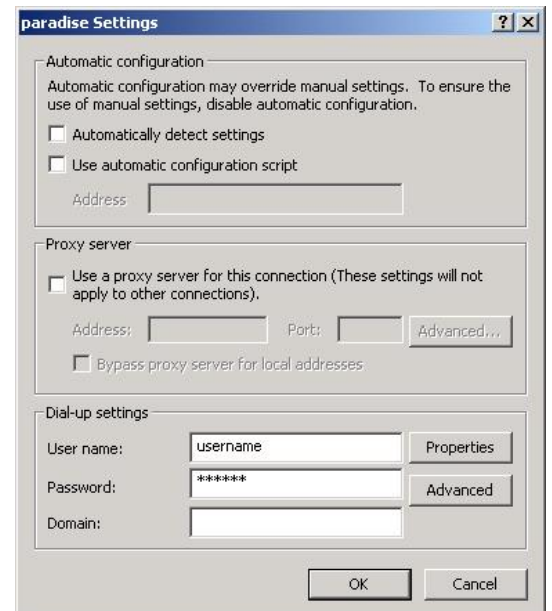 paradise Settings
Automatic configuration
Automatic configuration may override manual settings. To ensure the
use of manual settings, disable automatic configuration.
Automatically detect settings
Use automatic configuration script
Address
Proxy server
Use a proxy server for this connection (These settings will not
apply to other connections).
Address: Port: Advanced...
Bypass proxy server for local addresses
Dial-up settings
User name: username Properties
Password: ****** Advanced
Domain:
OK Cancel